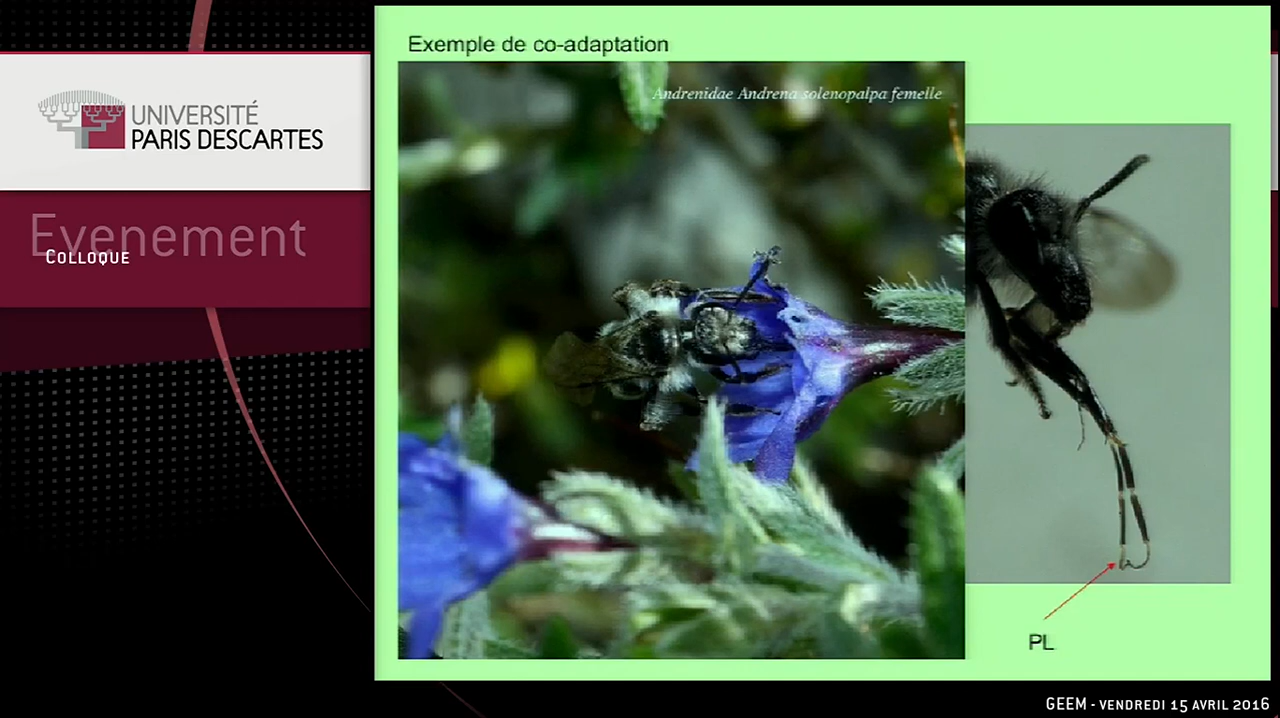 UNIVERSITÉ
PARIS DESCARTES
Evenement
COLLOQUE
Exemple de co-adaptation
Andrenidae Andrena solenopalpa femelle
PL
GEEM - VENDREDI 15 AVRIL 2016